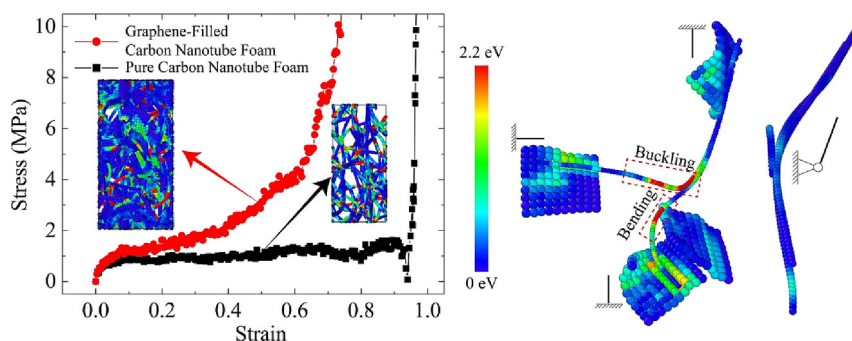 Graphene-Filled
Carbon Nanotube Foam
Pure Carbon Nanotube Foam
Stress (MPa)
10
8
6
4
2
0
0.0 0.2 0.4 0.6 0.8 1.0
Strain
2.2 eV
0 eV
Buckling
Bending